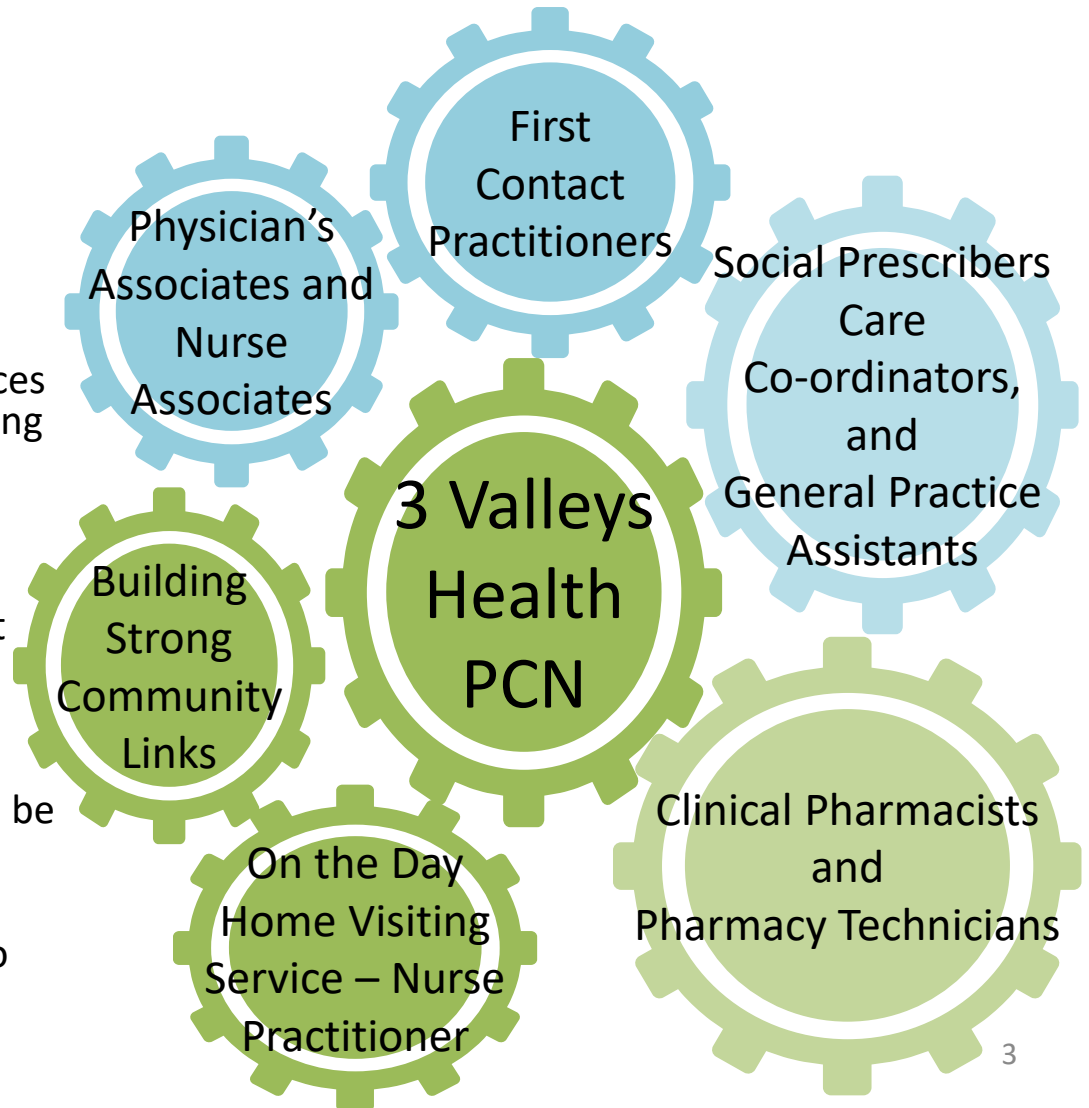 First
Contact
Practitioners
Physician's
Associates and
Nurse
Associates
Social Prescribers
Care
Co-ordinators,
and
General Practice
Assistants
ces
ng
3 Valleys
Health
PCN
Building
Strong
Community
Links
t
be
Clinical Pharmacists
and
Pharmacy Technicians
On the Day
Home Visiting
Service – Nurse
Practitioner
o
3